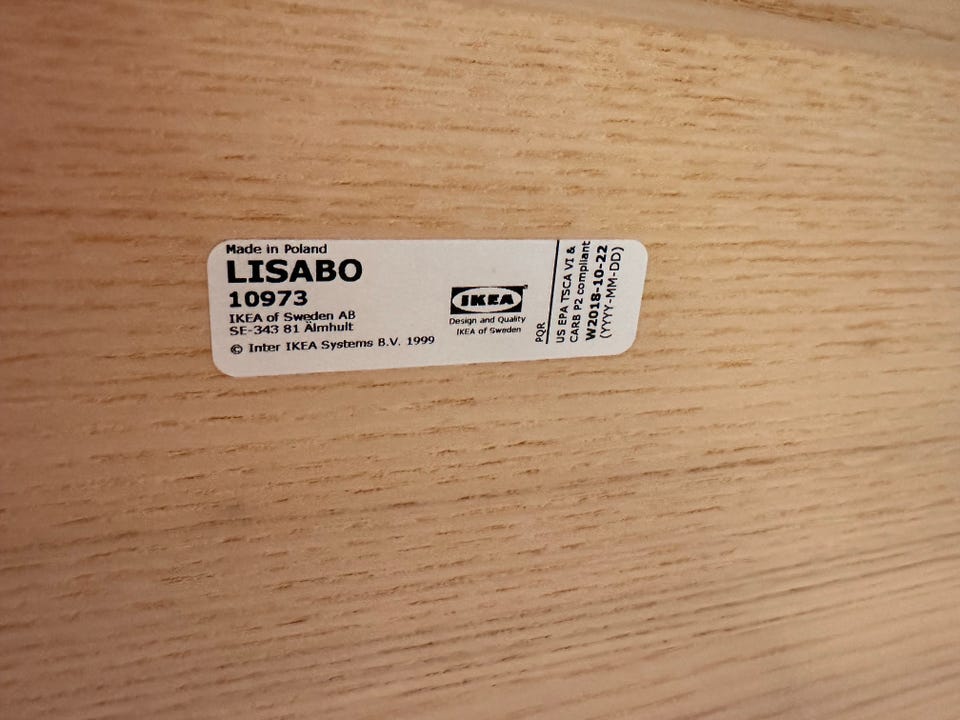 Made in Poland
LISABO
10973
IKEA of Sweden AB
SE-343 81 Älmhult
© Inter IKEA Systems B.V. 1999
IKEA
Design and Quality
IKEA of Sweden
PQR
US EPA TSCA VI &
CARB P2 compliant
W2018-10-22
(YYYY-MM-DD)